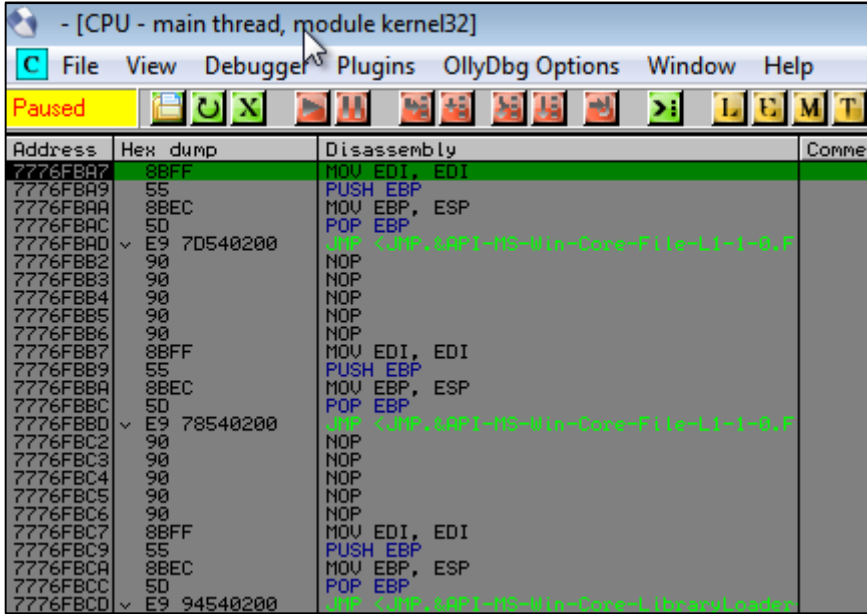 - [CPU - main thread, module kernel32]
C File View Debugger Plugins OllyDbg Options Window Help
Paused L E M T
Address Hex dump Disassembly Comme
7776FBA7 8BFF MOV EDI, EDI
7776FBA9 55 PUSH EBP
7776FBAA 8BEC MOV EBP, ESP
7776FBAC 5D POP EBP
7776FBAD E9 7D540200 JMP <JMP.&API-MS-Win-Core-File-L1-1-0.F
7776FBB2 90 NOP
7776FBB3 90 NOP
7776FBB4 90 NOP
7776FBB5 90 NOP
7776FBB6 90 NOP
7776FBB7 8BFF MOV EDI, EDI
7776FBB9 55 PUSH EBP
7776FBBA 8BEC MOV EBP, ESP
7776FBBC 5D POP EBP
7776FBBD E9 78540200 JMP <JMP.&API-MS-Win-Core-File-L1-1-0.F
7776FBC2 90 NOP
7776FBC3 90 NOP
7776FBC4 90 NOP
7776FBC5 90 NOP
7776FBC6 90 NOP
7776FBC7 8BFF MOV EDI, EDI
7776FBC9 55 PUSH EBP
7776FBCA 8BEC MOV EBP, ESP
7776FBCC 5D POP EBP
7776FBCD E9 94540200 JMP <JMP.&API-MS-Win-Core-LibraryLoader